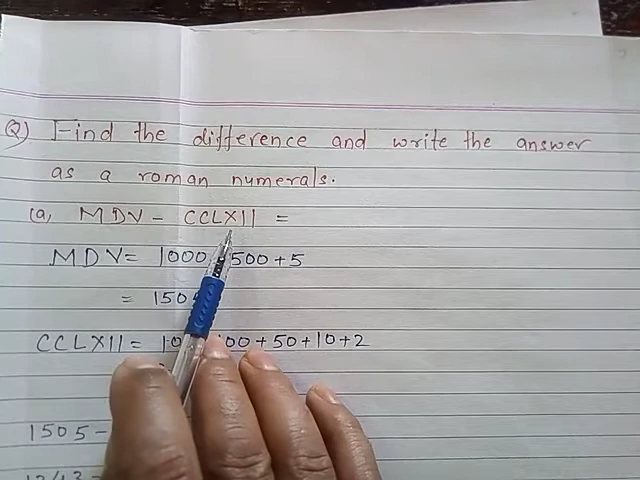 Q) Find the difference and write the answer
as a roman numerals.
(a) MDV - CCLXII =
MDV = 1000 500 + 5
= 150
CCLXII = 10 00 + 50 + 10 + 2
1505 -